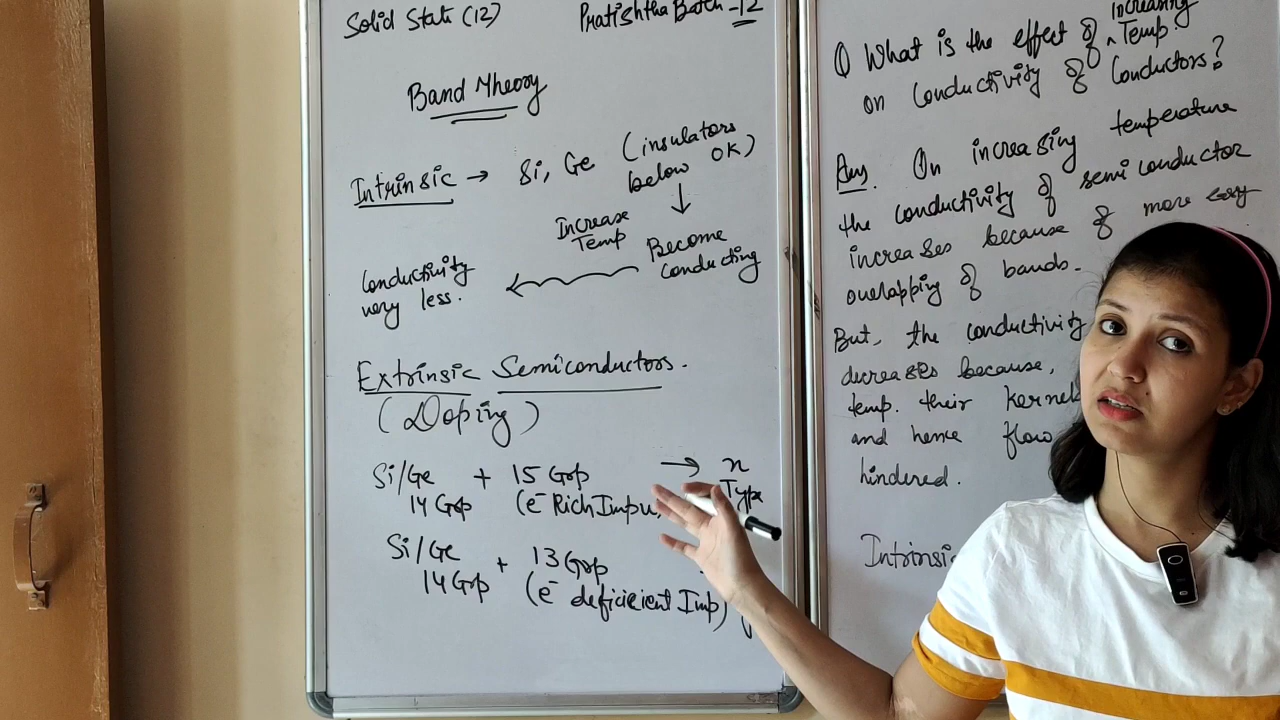 Solid State (12)
Pratishtha Batch -12
Band Theory
Intrinsic → Si, Ge (insulators
below OK)
↓
Increase
Temp
Become
Conducting
Conductivity
very less.
Extrinsic Semiconductors.
(Doping)
Si/Ge + 15 Grp → n
14 Grp (e⁻ Rich Impu Type
Si/Ge + 13 Grp
14 Grp (e⁻ deficient Imp)
Increasing
Q What is the effect of ^ Temp.
on Conductivity of Conductors?
Ans. On increasing temperature
the conductivity of semi conductor
increases because of more easy
overlapping of bands.
But, the conductivity
decreases because,
temp. their Kernel
and hence flow
hindered.
Intrinsi